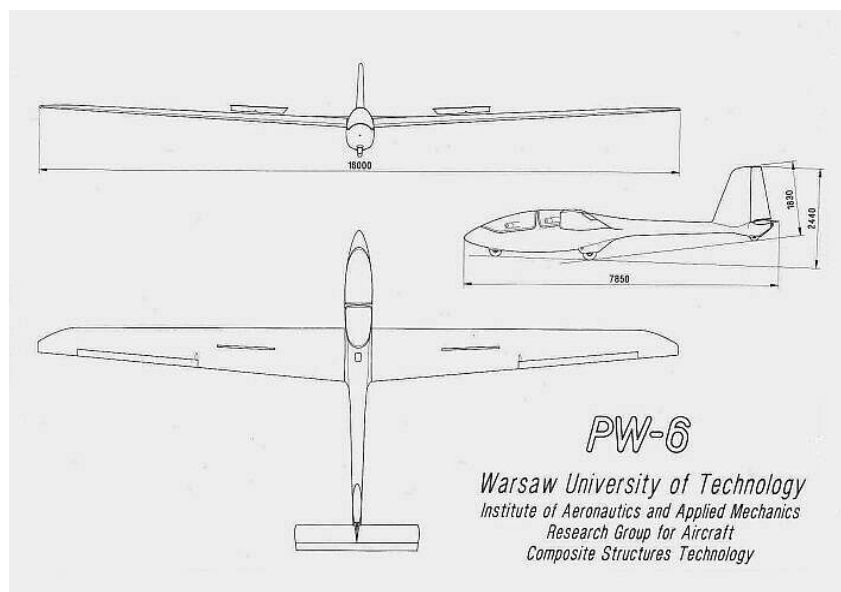 16000
1830
2440
7850
PW-6
Warsaw University of Technology
Institute of Aeronautics and Applied Mechanics
Research Group for Aircraft
Composite Structures Technology